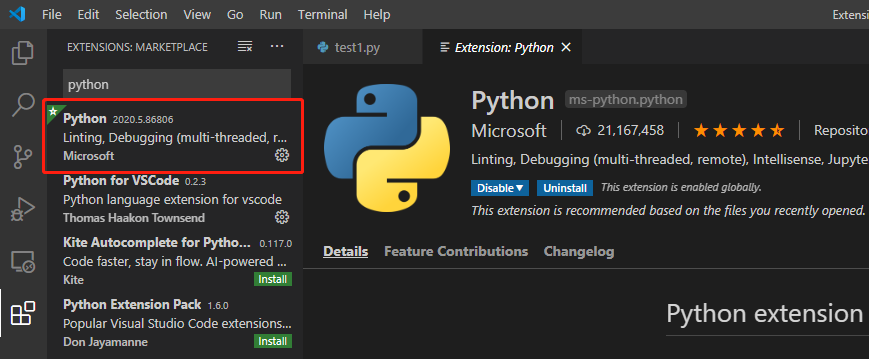 File Edit Selection View Go Run Terminal Help Extensi
EXTENSIONS: MARKETPLACE
python
Python 2020.5.86806
Linting, Debugging (multi-threaded, r...
Microsoft
Python for VSCode 0.2.3
Python language extension for vscode
Thomas Haakon Townsend
Kite Autocomplete for Pytho... 0.117.0
Code faster, stay in flow. AI-powered ...
Kite Install
Python Extension Pack 1.6.0
Popular Visual Studio Code extensions...
Don Jayamanne Install
test1.py Extension: Python
Python ms-python.python
Microsoft 21,167,458 Reposito
Linting, Debugging (multi-threaded, remote), Intellisense, Jupyte
Disable Uninstall This extension is enabled globally.
This extension is recommended based on the files you recently opened.
Details Feature Contributions Changelog
Python extension